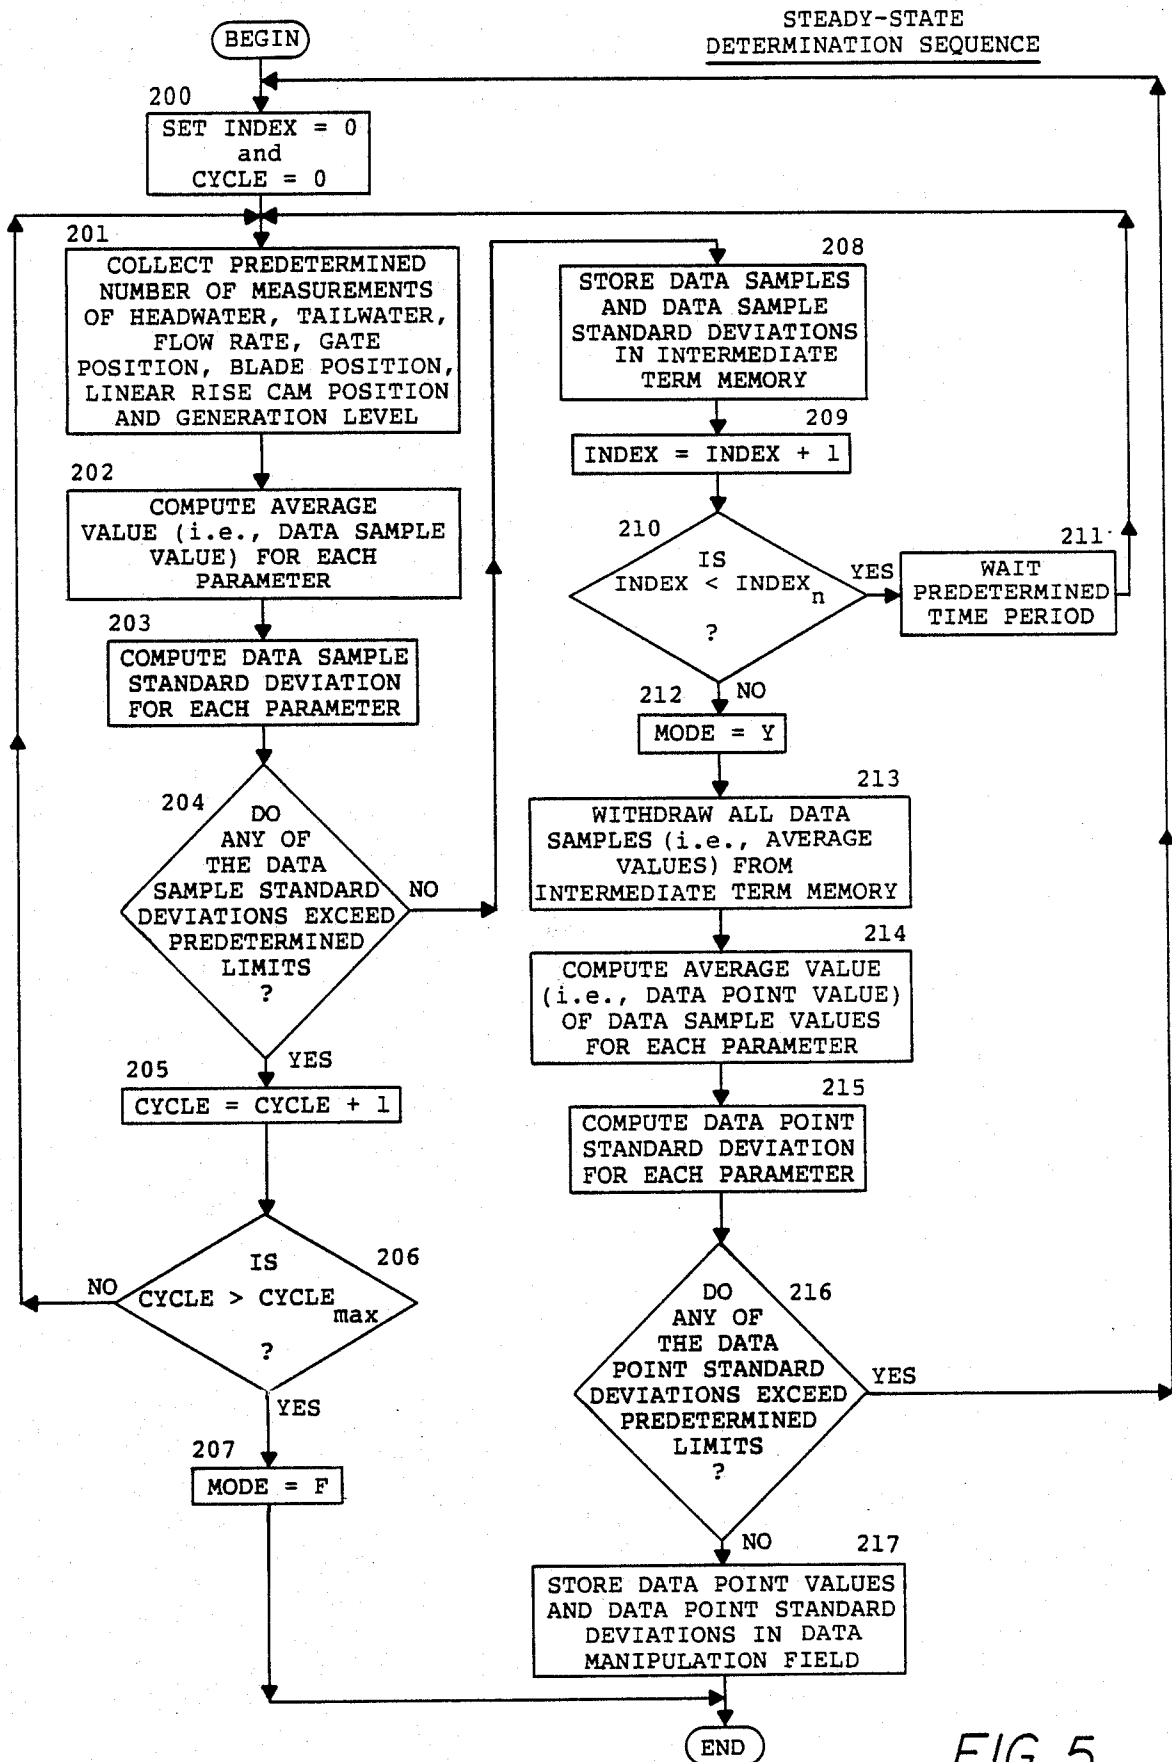 STEADY-STATE
DETERMINATION SEQUENCE
BEGIN
200
SET INDEX = 0
and
CYCLE = 0
201
COLLECT PREDETERMINED
NUMBER OF MEASUREMENTS
OF HEADWATER, TAILWATER,
FLOW RATE, GATE
POSITION, BLADE POSITION,
LINEAR RISE CAM POSITION
AND GENERATION LEVEL
202
COMPUTE AVERAGE
VALUE (i.e., DATA SAMPLE
VALUE) FOR EACH
PARAMETER
203
COMPUTE DATA SAMPLE
STANDARD DEVIATION
FOR EACH PARAMETER
204
DO
ANY OF
THE DATA
SAMPLE STANDARD
DEVIATIONS EXCEED
PREDETERMINED
LIMITS
?
NO
YES
205
CYCLE = CYCLE + 1
206
IS
CYCLE > CYCLE max
?
NO
YES
207
MODE = F
208
STORE DATA SAMPLES
AND DATA SAMPLE
STANDARD DEVIATIONS
IN INTERMEDIATE
TERM MEMORY
209
INDEX = INDEX + 1
210
IS
INDEX < INDEX n
?
YES
211
WAIT
PREDETERMINED
TIME PERIOD
NO
212
MODE = Y
213
WITHDRAW ALL DATA
SAMPLES (i.e., AVERAGE
VALUES) FROM
INTERMEDIATE TERM MEMORY
214
COMPUTE AVERAGE VALUE
(i.e., DATA POINT VALUE)
OF DATA SAMPLE VALUES
FOR EACH PARAMETER
215
COMPUTE DATA POINT
STANDARD DEVIATION
FOR EACH PARAMETER
216
DO
ANY OF
THE DATA
POINT STANDARD
DEVIATIONS EXCEED
PREDETERMINED
LIMITS
?
YES
NO
217
STORE DATA POINT VALUES
AND DATA POINT STANDARD
DEVIATIONS IN DATA
MANIPULATION FIELD
END
FIG. 5